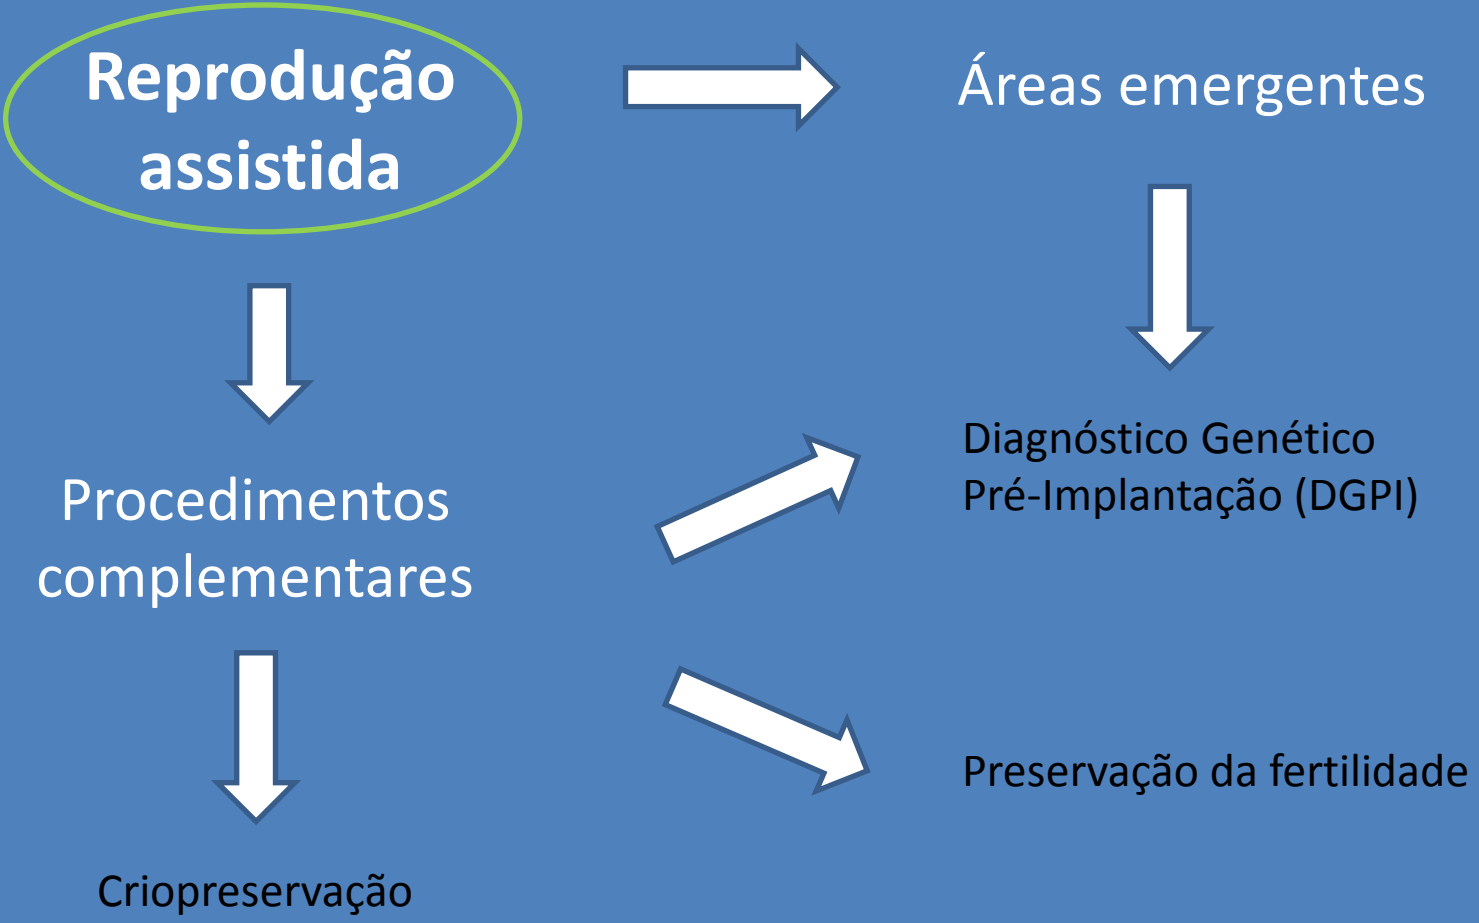 Reprodução
assistida
Áreas emergentes
Procedimentos
complementares
Diagnóstico Genético
Pré-Implantação (DGPI)
Preservação da fertilidade
Criopreservação